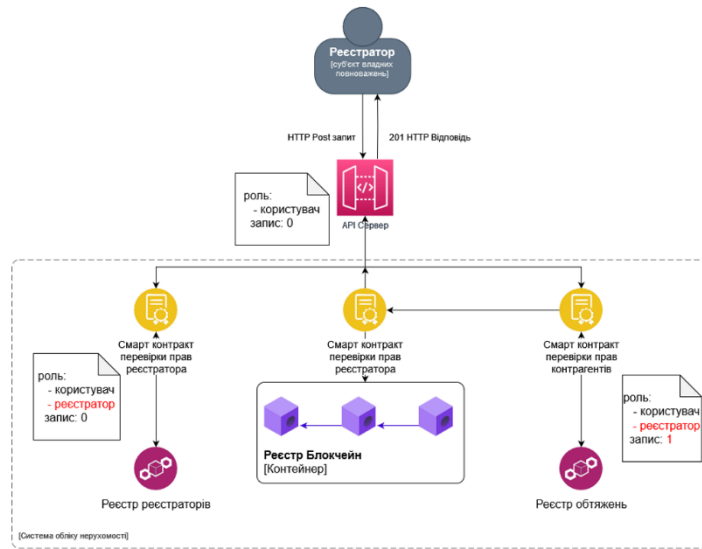 Реєстратор
[суб'єкт владних
повноважень]
HTTP Post запит
201 HTTP Відповідь
роль:
- користувач
запис: 0
API Сервер
Смарт контракт
перевірки прав
реєстратора
Смарт контракт
перевірки прав
реєстратора
Смарт контракт
перевірки прав
контрагентів
роль:
- користувач
- реєстратор
запис: 0
роль:
- користувач
- реєстратор
запис: 1
Реєстр Блокчейн
[Контейнер]
Реєстр реєстраторів
Реєстр обтяжень
[Система обліку нерухомості]